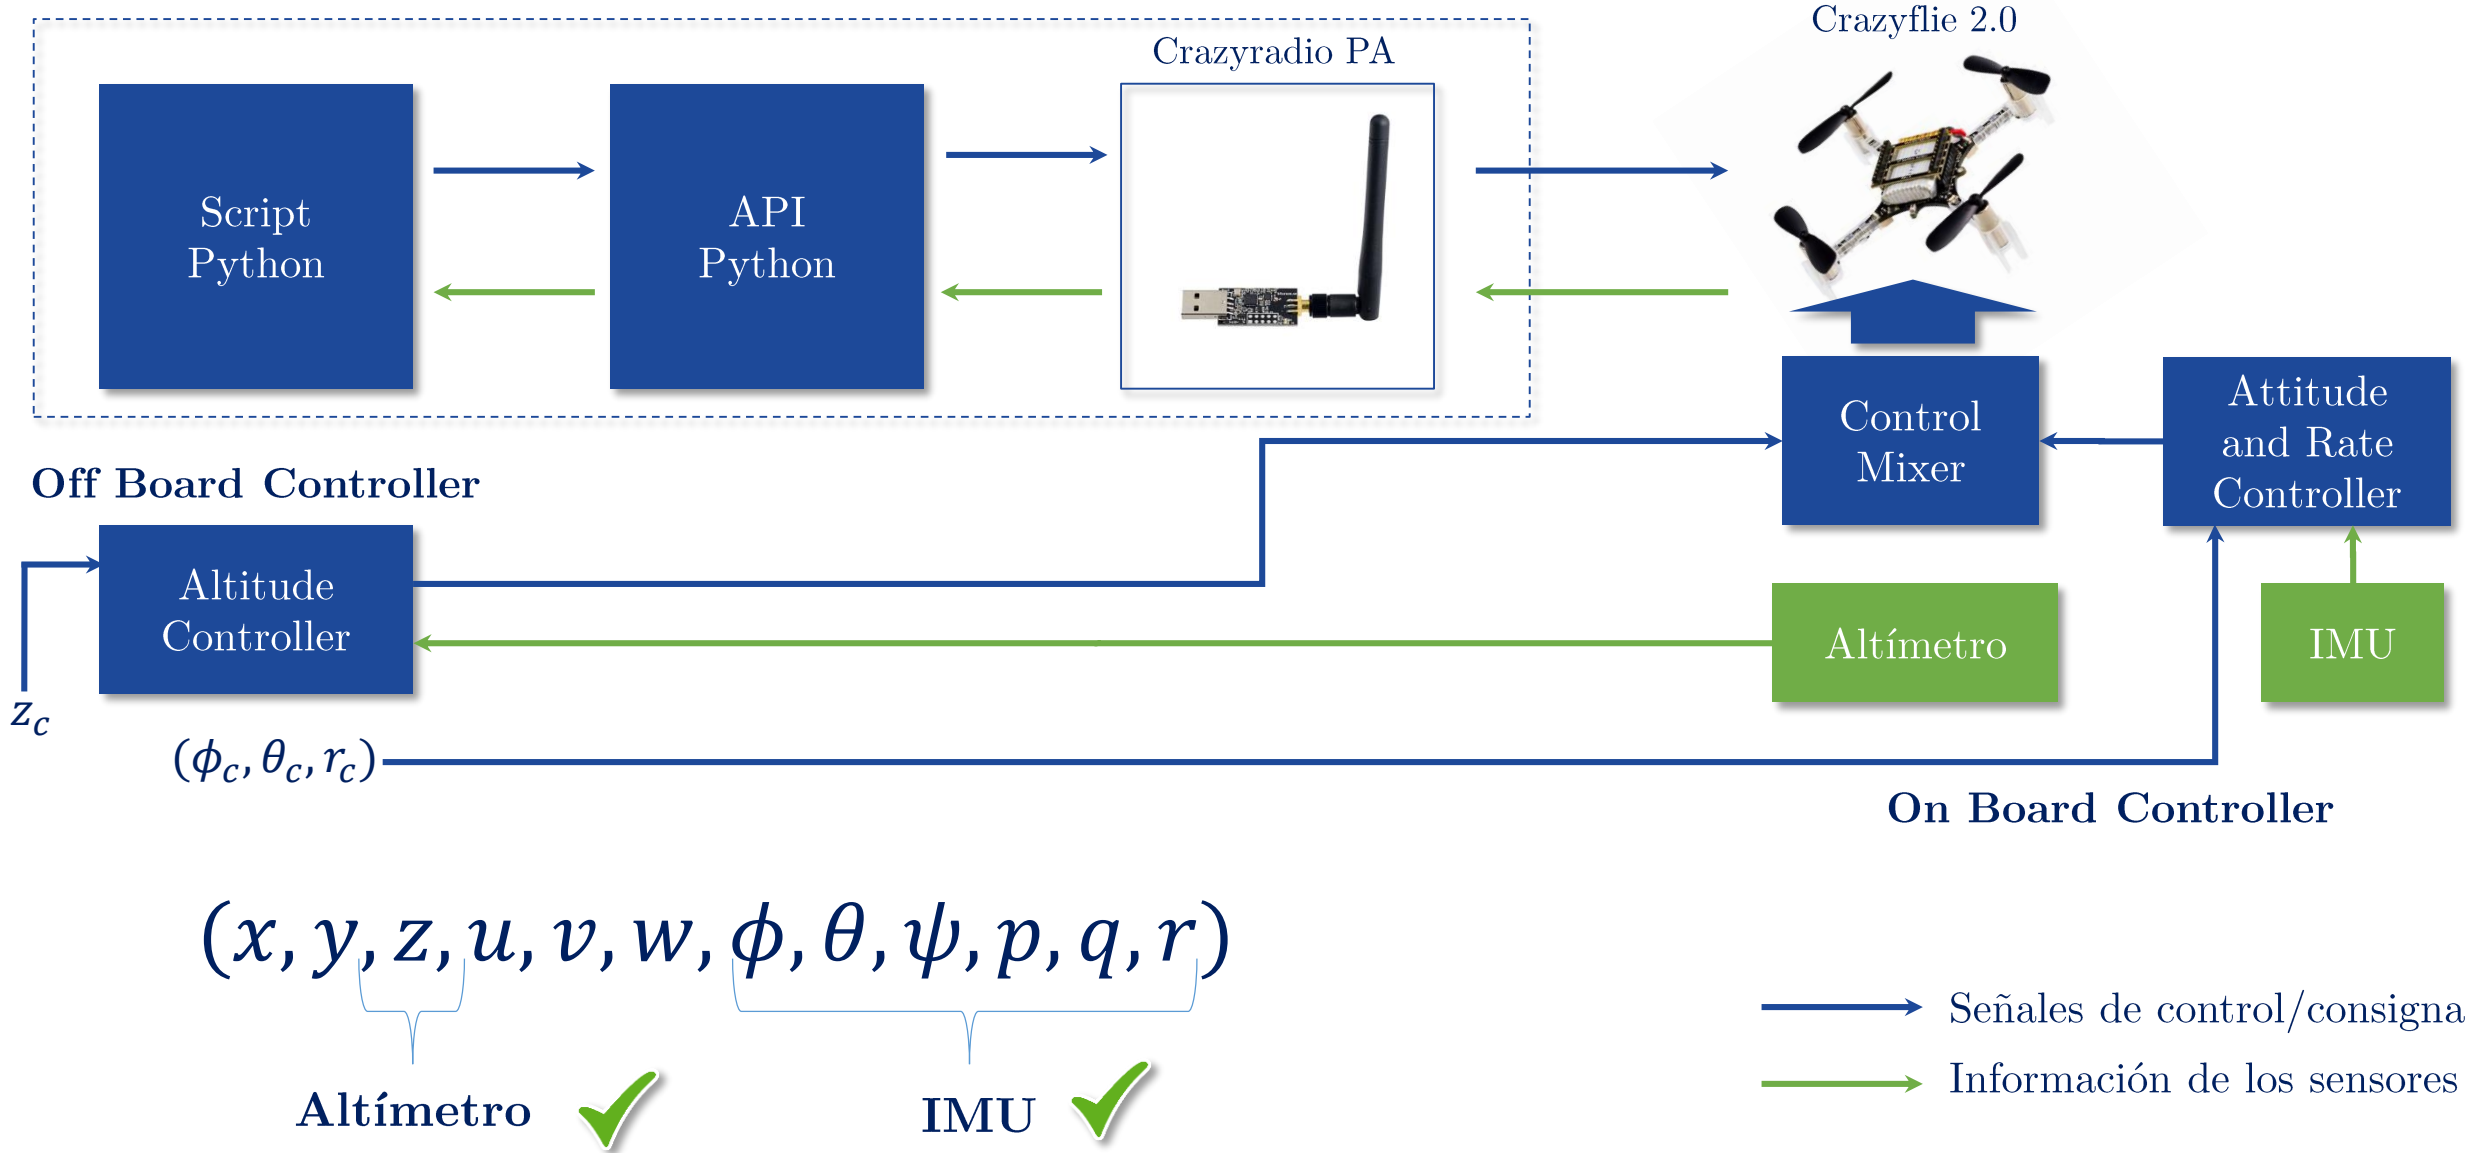 Crazyflie 2.0
Crazyradio PA
Script
Python
API
Python
Control
Mixer
Attitude
and Rate
Controller
Off Board Controller
Altitude
Controller
Altímetro
IMU
z_c
(ϕ_c, θ_c, r_c)
On Board Controller
(x, y, z, u, v, w, ϕ, θ, ψ, p, q, r)
Altímetro
IMU
Señales de control/consigna
Información de los sensores